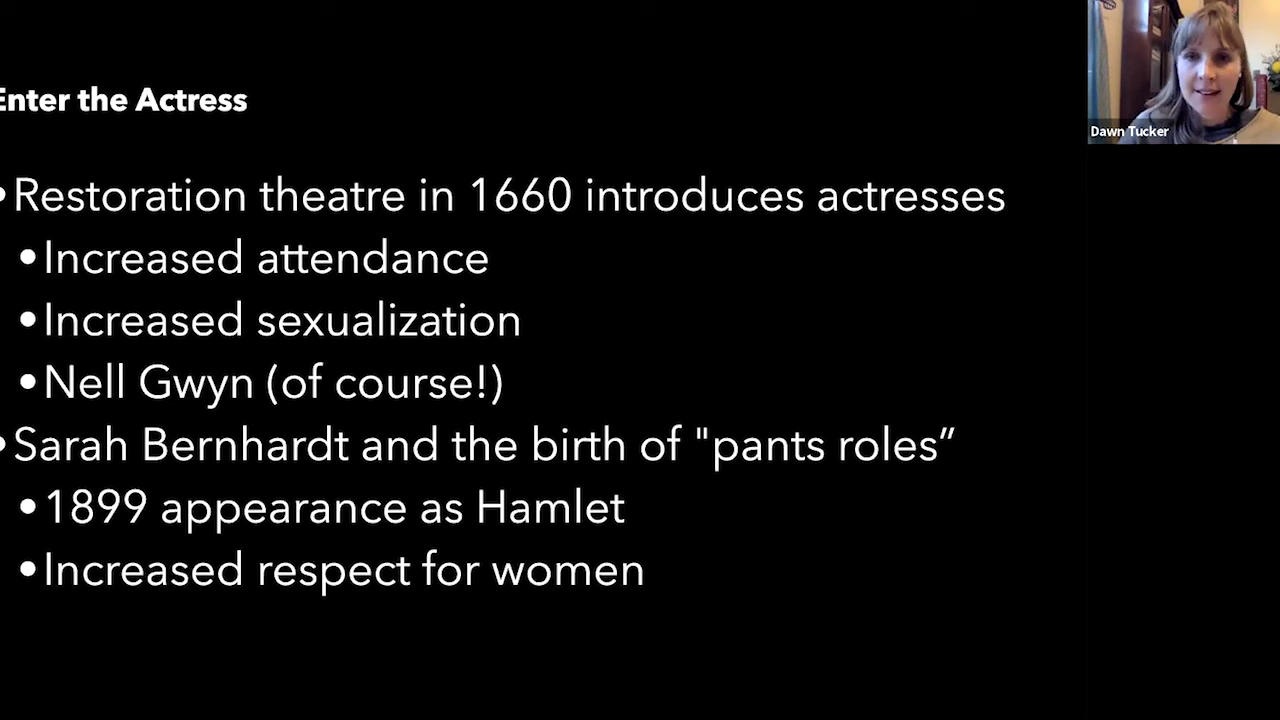 Enter the Actress
Dawn Tucker
•Restoration theatre in 1660 introduces actresses
•Increased attendance
•Increased sexualization
•Nell Gwyn (of course!)
•Sarah Bernhardt and the birth of "pants roles”
•1899 appearance as Hamlet
•Increased respect for women